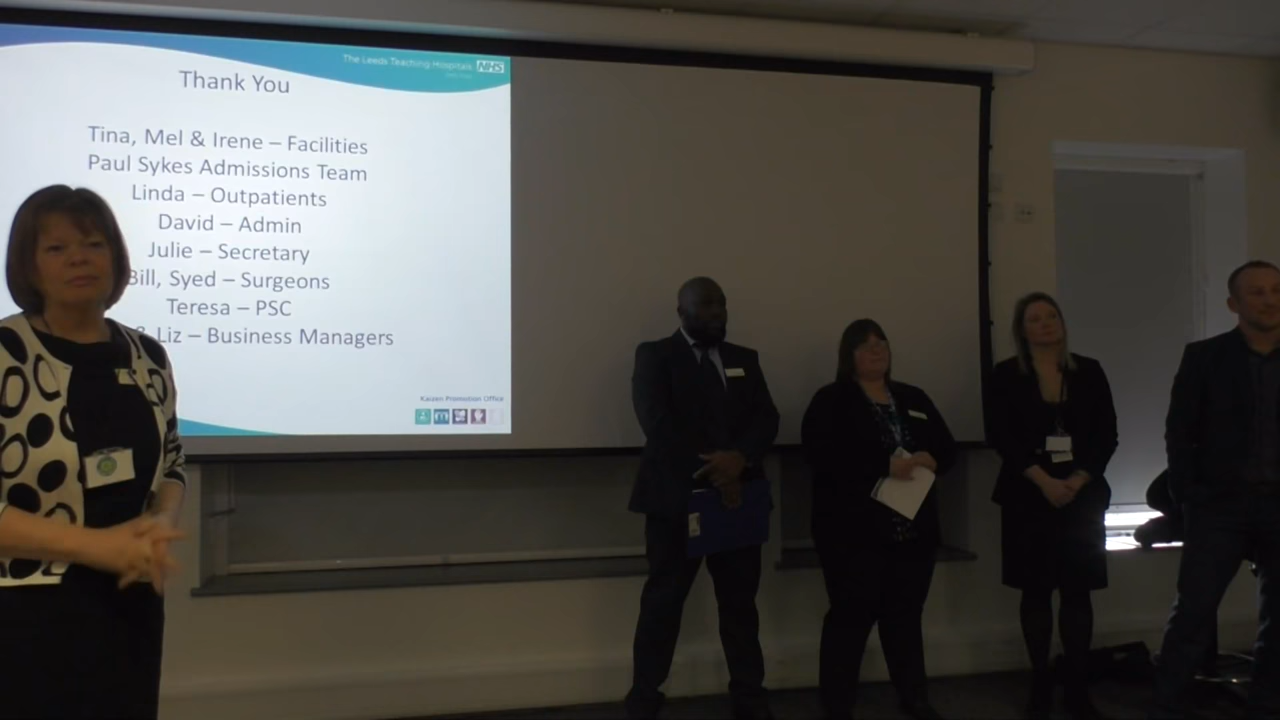 The Leeds Teaching Hospitals NHS
Thank You
Tina, Mel & Irene – Facilities
Paul Sykes Admissions Team
Linda – Outpatients
David – Admin
Julie – Secretary
Bill, Syed – Surgeons
Teresa – PSC
& Liz – Business Managers
Kaizen Promotion Office